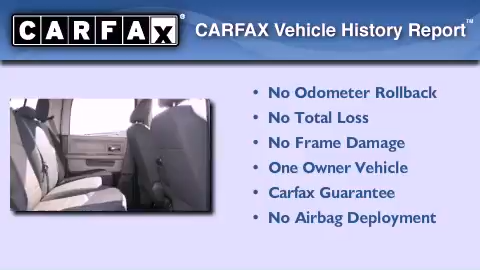 CARFAX®
CARFAX Vehicle History Report™
• No Odometer Rollback
• No Total Loss
• No Frame Damage
• One Owner Vehicle
• Carfax Guarantee
• No Airbag Deployment